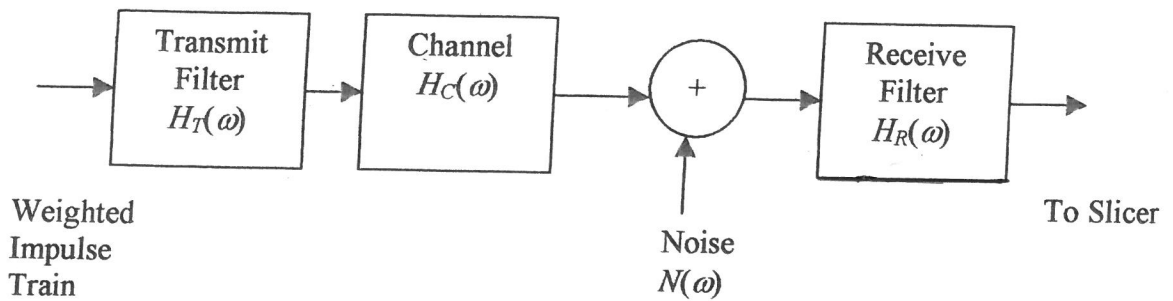 Transmit
Filter
H_T(ω)
Channel
H_C(ω)
+
Receive
Filter
H_R(ω)
Weighted
Impulse
Train
Noise
N(ω)
To Slicer